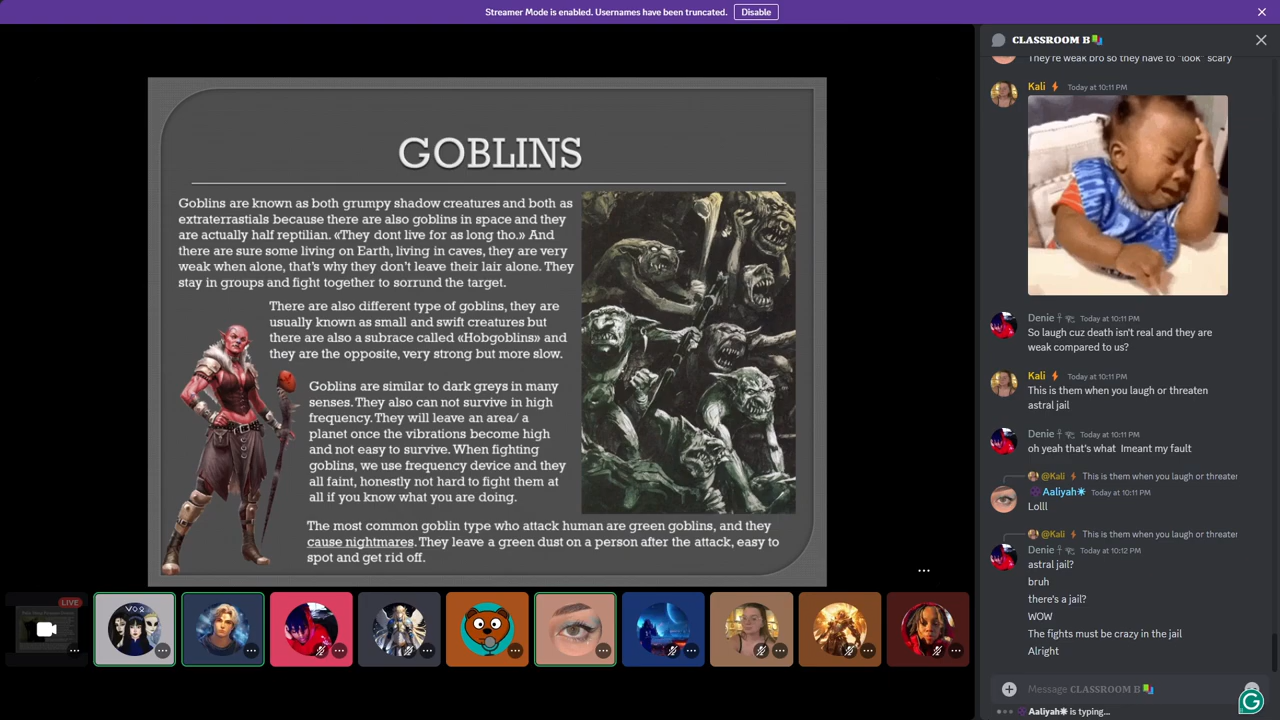 Streamer Mode is enabled. Usernames have been truncated.
Disable
GOBLINS
Goblins are known as both grumpy shadow creatures and both as
extraterrastials because there are also goblins in space and they
are actually half reptilian. «They dont live for as long tho.» And
there are sure some living on Earth, living in caves, they are very
weak when alone, that's why they don't leave their lair alone. They
stay in groups and fight together to sorrund the target.
There are also different type of goblins, they are
usually known as small and swift creatures but
there are also a subrace called «Hobgoblins» and
they are the opposite, very strong but more slow.
Goblins are similar to dark greys in many
senses. They also can not survive in high
frequency. They will leave an area/ a
planet once the vibrations become high
and not easy to survive. When fighting
goblins, we use frequency device and they
all faint, honestly not hard to fight them at
all if you know what you are doing.
The most common goblin type who attack human are green goblins, and they
cause nightmares. They leave a green dust on a person after the attack, easy to
spot and get rid off.
LIVE
CLASSROOM B
They're weak bro so they have to "look" scary
Kali Today at 10:11 PM
Denie Today at 10:11 PM
So laugh cuz death isn't real and they are
weak compared to us?
Kali Today at 10:11 PM
This is them when you laugh or threaten
astral jail
Denie Today at 10:11 PM
oh yeah that's what Imeant my fault
@Kali This is them when you laugh or threater
Aaliyah Today at 10:11 PM
Lolll
@Kali This is them when you laugh or threater
Denie Today at 10:12 PM
astral jail?
bruh
there's a jail?
WOW
The fights must be crazy in the jail
Alright
Message CLASSROOM B
Aaliyah is typing...